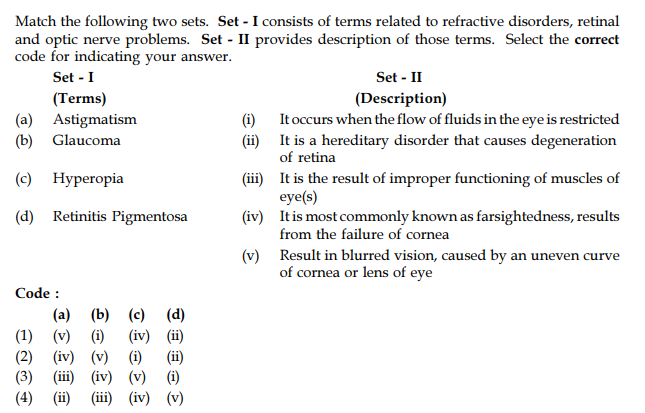 Match the following two sets. Set - I consists of terms related to refractive disorders, retinal
and optic nerve problems. Set - II provides description of those terms. Select the correct
code for indicating your answer.
Set - I Set - II
(Terms) (Description)
(a) Astigmatism (i) It occurs when the flow of fluids in the eye is restricted
(b) Glaucoma (ii) It is a hereditary disorder that causes degeneration
of retina
(c) Hyperopia (iii) It is the result of improper functioning of muscles of
eye(s)
(d) Retinitis Pigmentosa (iv) It is most commonly known as farsightedness, results
from the failure of cornea
(v) Result in blurred vision, caused by an uneven curve
of cornea or lens of eye
Code :
(a) (b) (c) (d)
(1) (v) (i) (iv) (ii)
(2) (iv) (v) (i) (ii)
(3) (iii) (iv) (v) (i)
(4) (ii) (iii) (iv) (v)